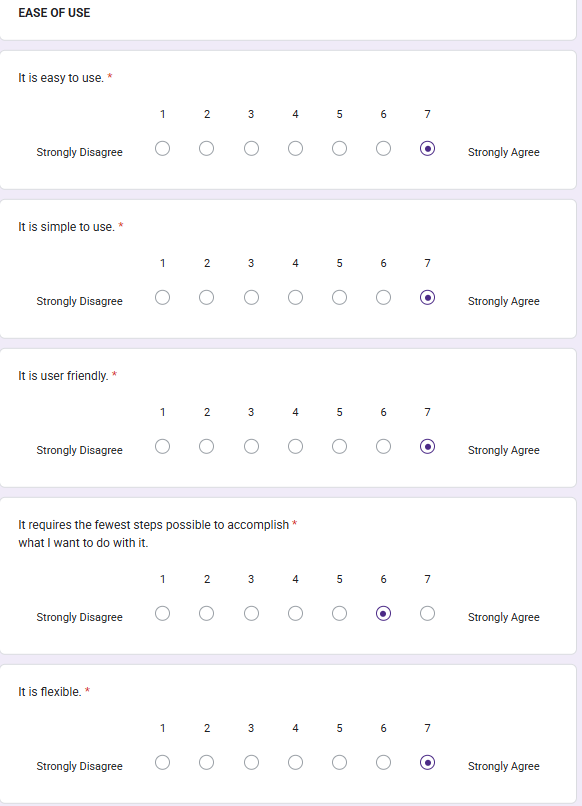 EASE OF USE
It is easy to use. *
1 2 3 4 5 6 7
Strongly Disagree Strongly Agree
It is simple to use. *
1 2 3 4 5 6 7
Strongly Disagree Strongly Agree
It is user friendly. *
1 2 3 4 5 6 7
Strongly Disagree Strongly Agree
It requires the fewest steps possible to accomplish *
what I want to do with it.
1 2 3 4 5 6 7
Strongly Disagree Strongly Agree
It is flexible. *
1 2 3 4 5 6 7
Strongly Disagree Strongly Agree